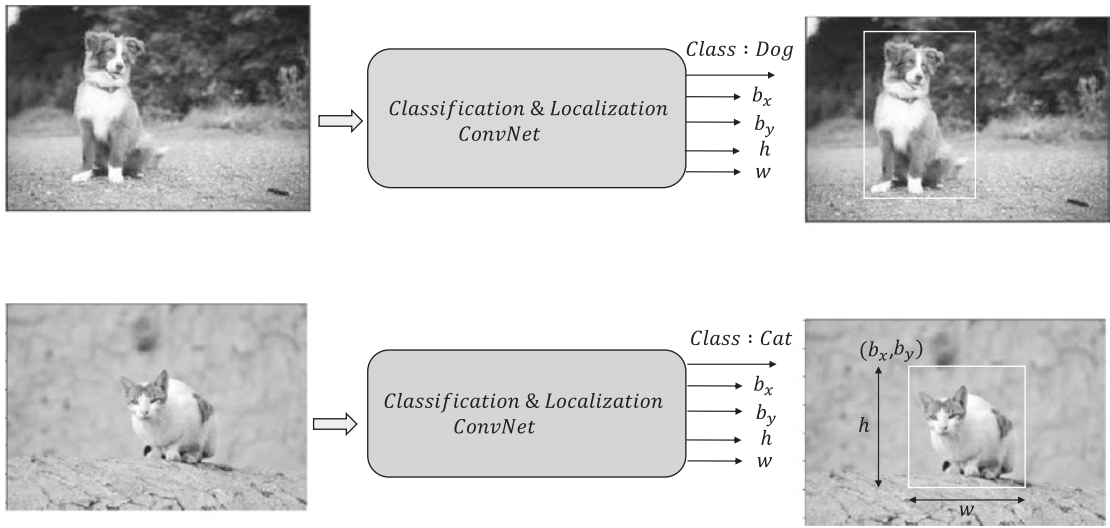 Class : Dog
Classification & Localization
ConvNet
b_x
b_y
h
w
Class : Cat
Classification & Localization
ConvNet
b_x
b_y
h
w
(b_x,b_y)
h
w